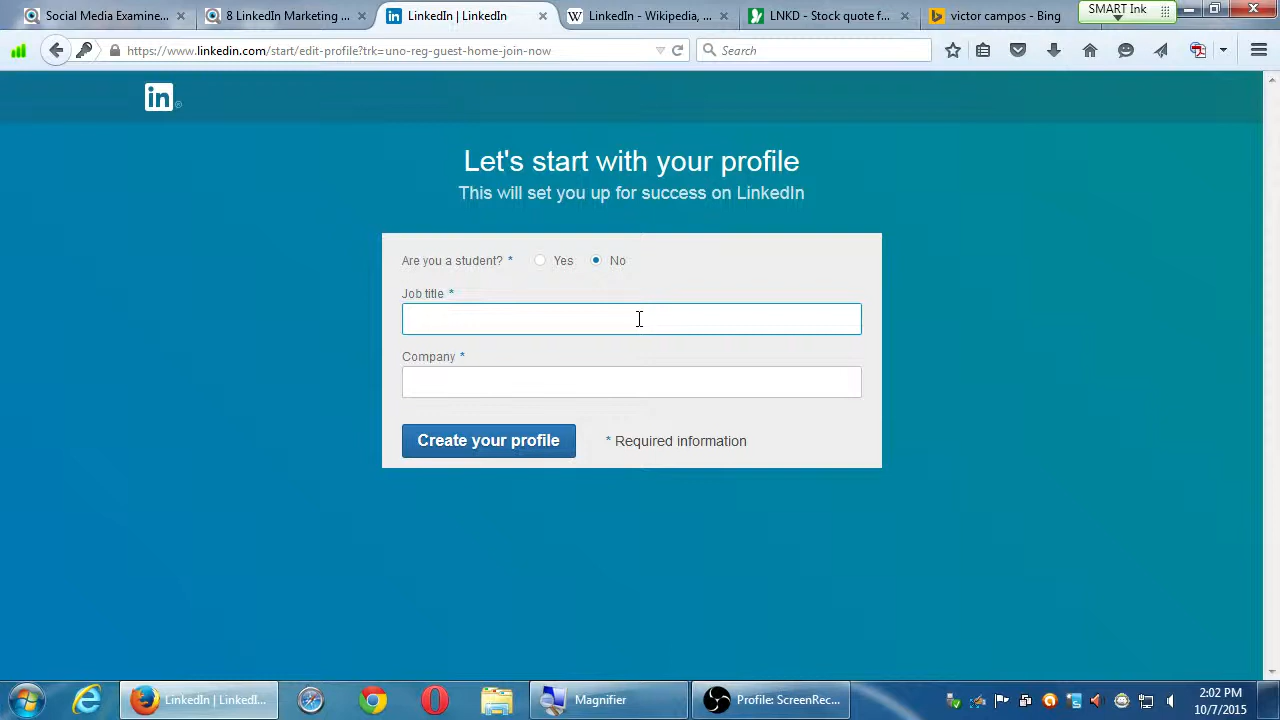 Social Media Examine...
8 LinkedIn Marketing ...
LinkedIn | LinkedIn
LinkedIn - Wikipedia, ...
LNKD - Stock quote f...
victor campos - Bing
SMART Ink
https://www.linkedin.com/start/edit-profile?trk=uno-reg-guest-home-join-now
Search
in
Let's start with your profile
This will set you up for success on LinkedIn
Are you a student? * Yes No
Job title *
Company *
Create your profile
* Required information
LinkedIn | LinkedI...
Magnifier
Profile: ScreenRec...
2:02 PM
10/7/2015